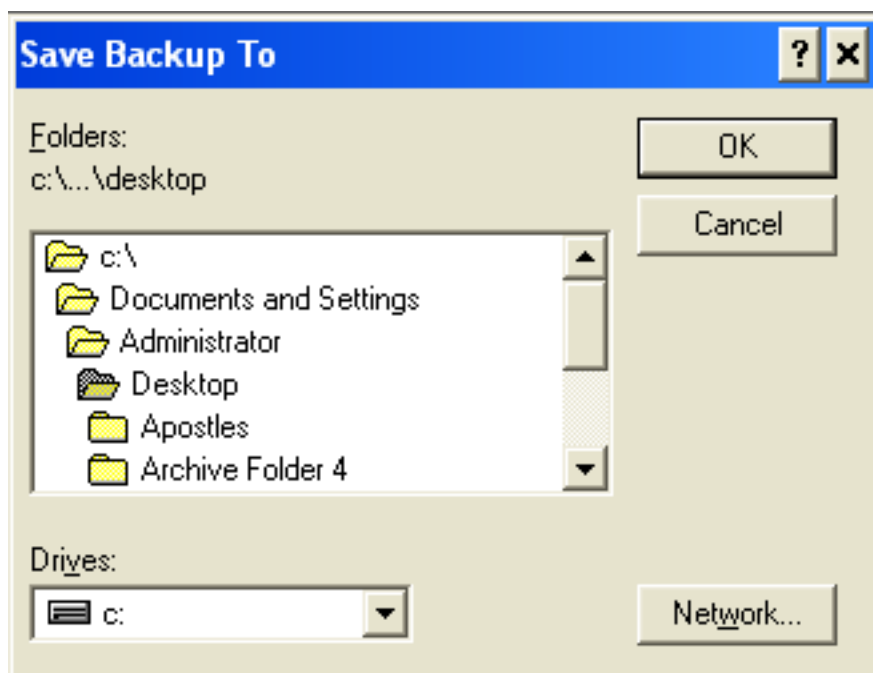 Save Backup To
Folders:
c:\...\desktop
OK
Cancel
c:\
Documents and Settings
Administrator
Desktop
Apostles
Archive Folder 4
Drives:
c:
Network...